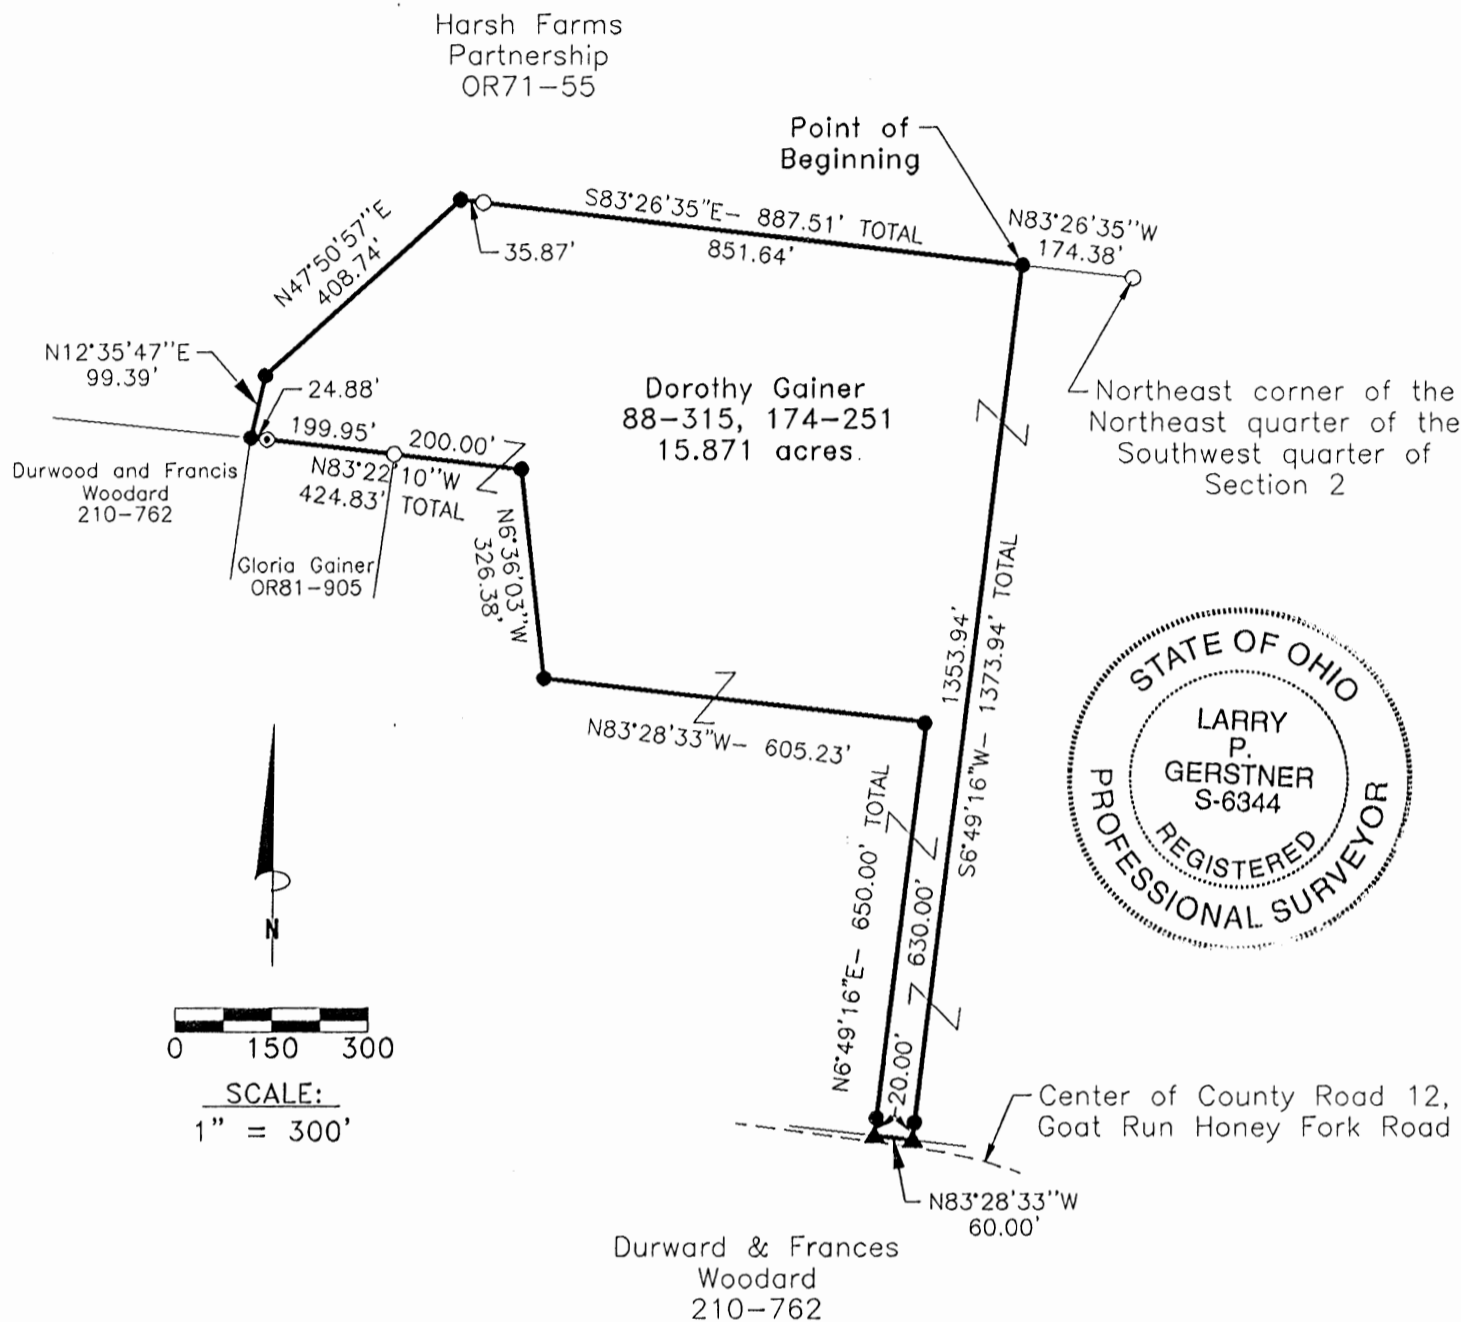 Harsh Farms
Partnership
OR71-55
Point of
Beginning
S83°26'35"E- 887.51' TOTAL
851.64'
35.87'
N83°26'35"W
174.38'
N47°50'57"E
408.74'
N12°35'47"E
99.39'
24.88'
199.95'
200.00'
N83°22'10"W
424.83' TOTAL
Dorothy Gainer
88-315, 174-251
15.871 acres.
Northeast corner of the
Northeast quarter of the
Southwest quarter of
Section 2
Durwood and Francis
Woodard
210-762
Gloria Gainer
OR81-905
N6°36'03"W
326.38'
N83°28'33"W- 605.23'
1353.94'
S6°49'16"W- 1373.94' TOTAL
N6°49'16"E- 650.00' TOTAL
630.00'
20.00'
STATE OF OHIO
LARRY
P.
GERSTNER
S-6344
REGISTERED
PROFESSIONAL SURVEYOR
N
0 150 300
SCALE:
1" = 300'
Center of County Road 12,
Goat Run Honey Fork Road
N83°28'33"W
60.00'
Durward & Frances
Woodard
210-762